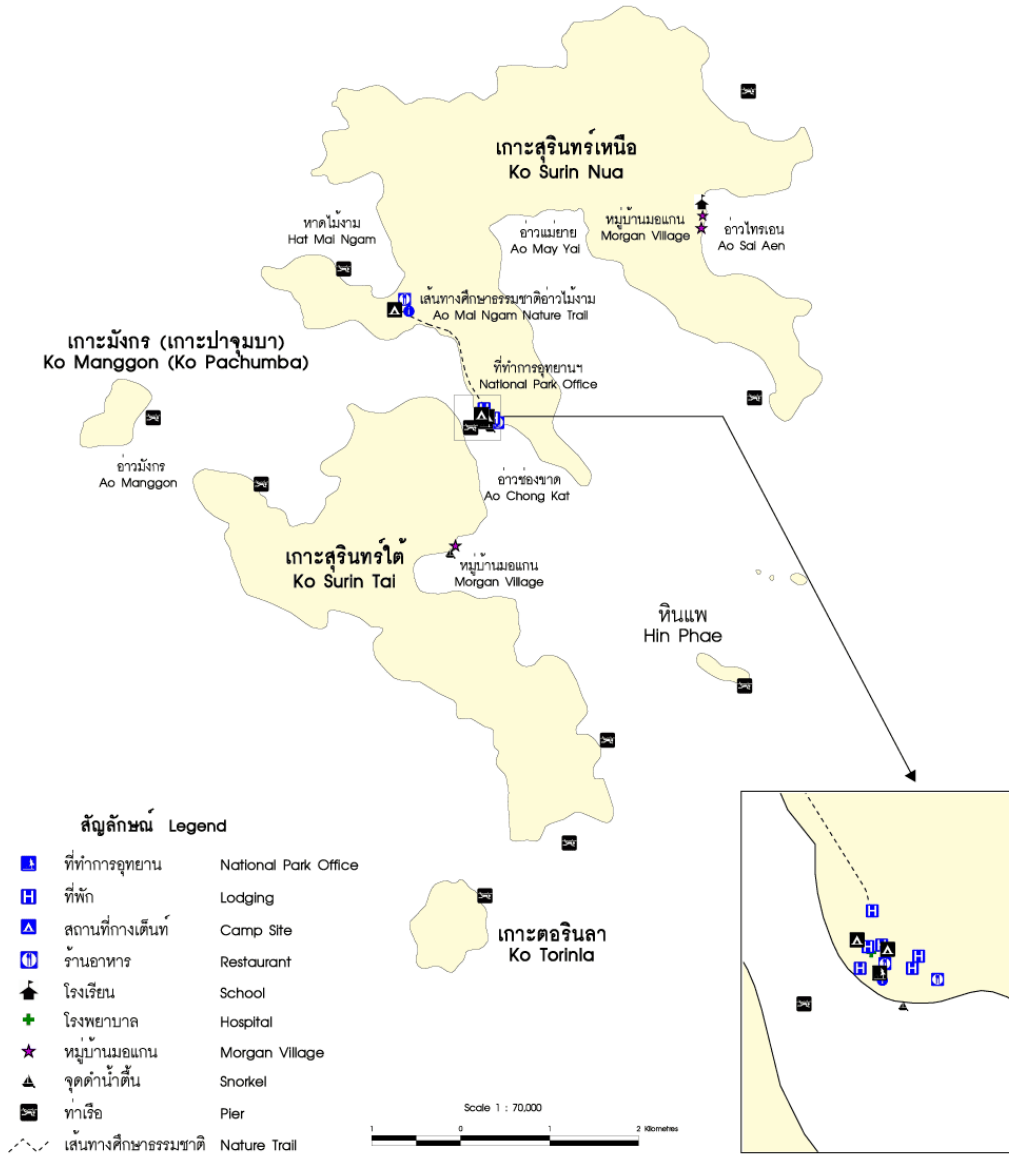 เกาะสุรินทร์เหนือ
Ko Surin Nua
หาดไม้งาม
Hat Mai Ngam
อ่าวแม่ยาย
Ao May Yai
หมู่บ้านมอแกน
Morgan Village
อ่าวไทรเอน
Ao Sai Aen
เส้นทางศึกษาธรรมชาติอ่าวไม้งาม
Ao Mai Ngam Nature Trail
เกาะมังกร (เกาะปาจุมบา)
Ko Manggon (Ko Pachumba)
ที่ทำการอุทยานฯ
National Park Office
อ่าวมังกร
Ao Manggon
อ่าวช่องขาด
Ao Chong Kat
เกาะสุรินทร์ใต้
Ko Surin Tai
หมู่บ้านมอแกน
Morgan Village
หินแพ
Hin Phae
เกาะตอรินลา
Ko Torinla
สัญลักษณ์ Legend
ที่ทำการอุทยาน National Park Office
ที่พัก Lodging
สถานที่กางเต็นท์ Camp Site
ร้านอาหาร Restaurant
โรงเรียน School
โรงพยาบาล Hospital
หมู่บ้านมอแกน Morgan Village
จุดดำน้ำตื้น Snorkel
ท่าเรือ Pier
เส้นทางศึกษาธรรมชาติ Nature Trail
Scale 1 : 70,000
1 0 1 2 Kilometres